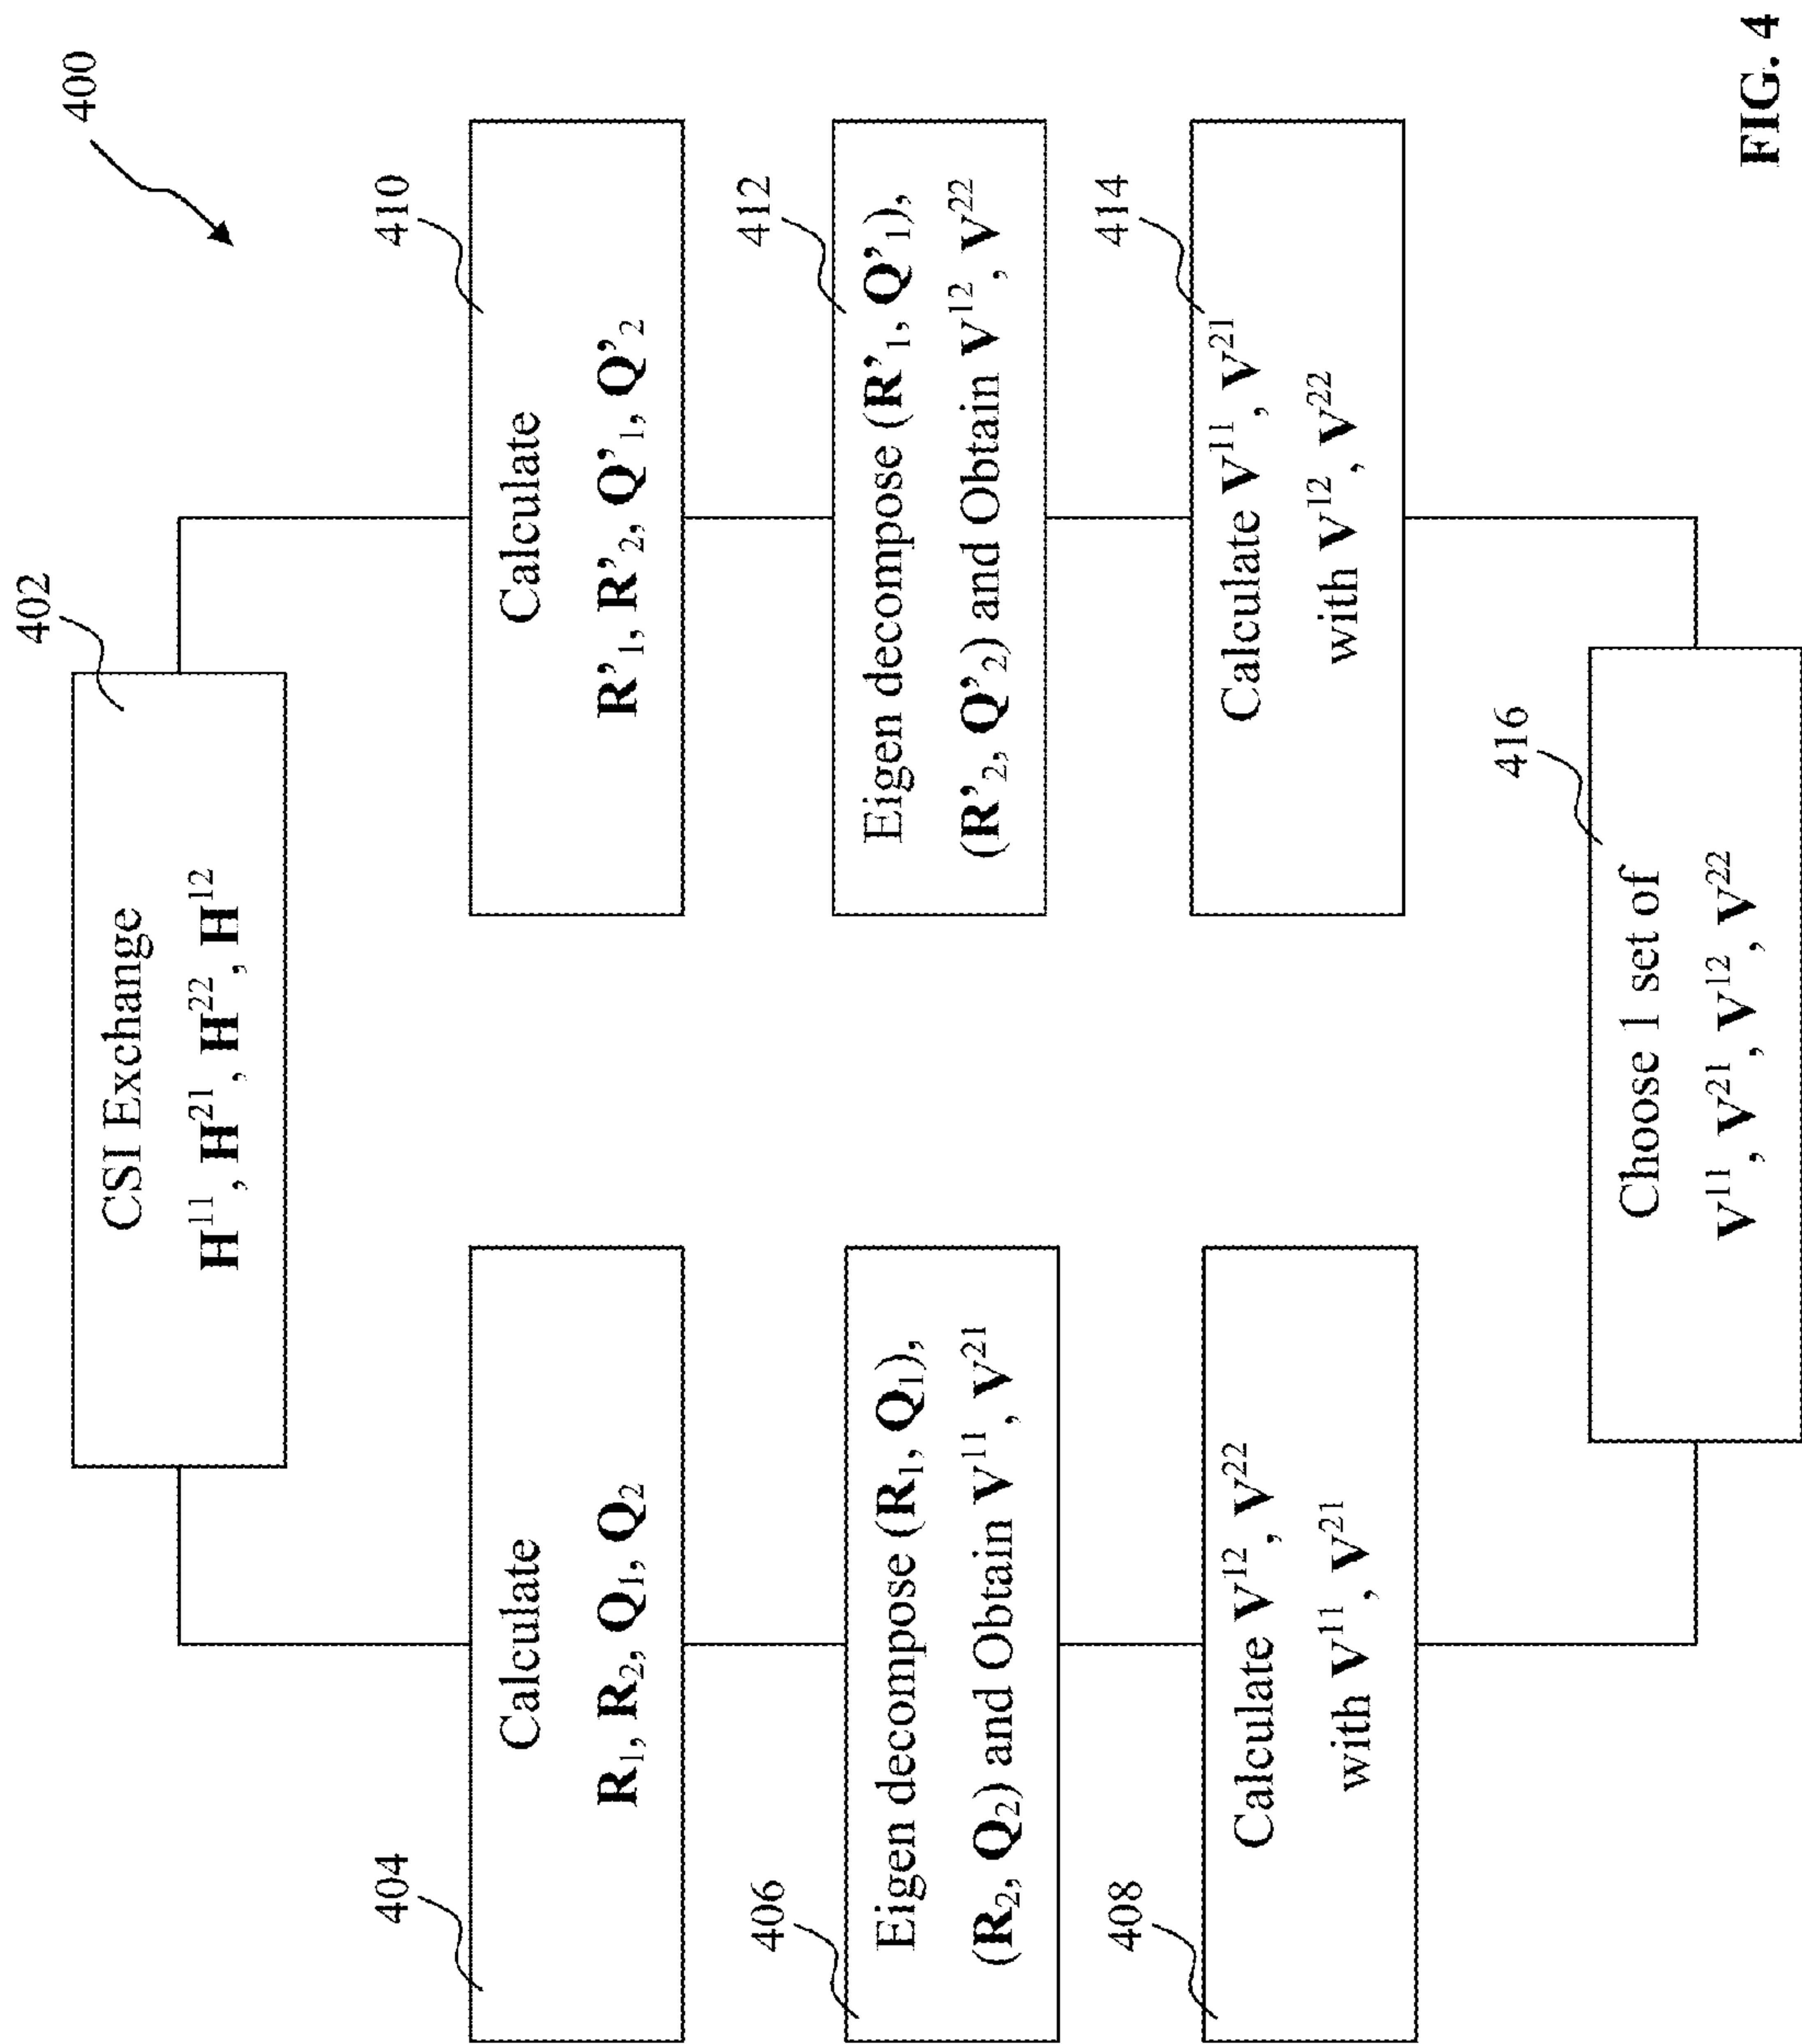 400
402
CSI Exchange
H¹¹, H²¹, H²², H¹²
404
Calculate
R₁, R₂, Q₁, Q₂
406
Eigen decompose (R₁, Q₁),
(R₂, Q₂) and Obtain V¹¹, V²¹
408
Calculate V¹², V²²
with V¹¹, V²¹
410
Calculate
R’₁, R’₂, Q’₁, Q’₂
412
Eigen decompose (R’₁, Q’₁),
(R’₂, Q’₂) and Obtain V¹², V²²
414
Calculate V¹¹, V²¹
with V¹², V²²
416
Choose 1 set of
V¹¹, V²¹, V¹², V²²
FIG. 4